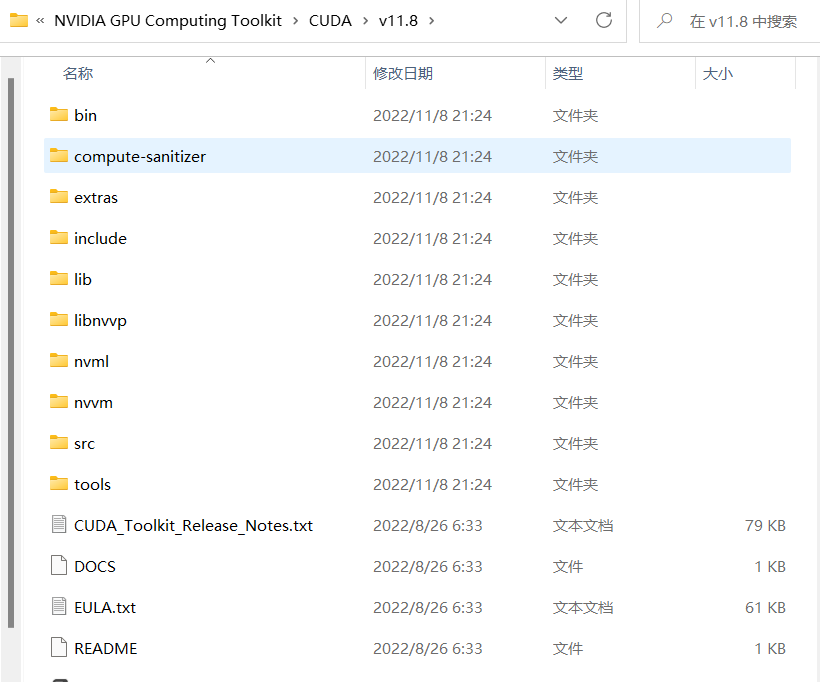 « NVIDIA GPU Computing Toolkit › CUDA › v11.8 › 在 v11.8 中搜索
名称 修改日期 类型 大小
bin 2022/11/8 21:24 文件夹
compute-sanitizer 2022/11/8 21:24 文件夹
extras 2022/11/8 21:24 文件夹
include 2022/11/8 21:24 文件夹
lib 2022/11/8 21:24 文件夹
libnvvp 2022/11/8 21:24 文件夹
nvml 2022/11/8 21:24 文件夹
nvvm 2022/11/8 21:24 文件夹
src 2022/11/8 21:24 文件夹
tools 2022/11/8 21:24 文件夹
CUDA_Toolkit_Release_Notes.txt 2022/8/26 6:33 文本文档 79 KB
DOCS 2022/8/26 6:33 文件 1 KB
EULA.txt 2022/8/26 6:33 文本文档 61 KB
README 2022/8/26 6:33 文件 1 KB